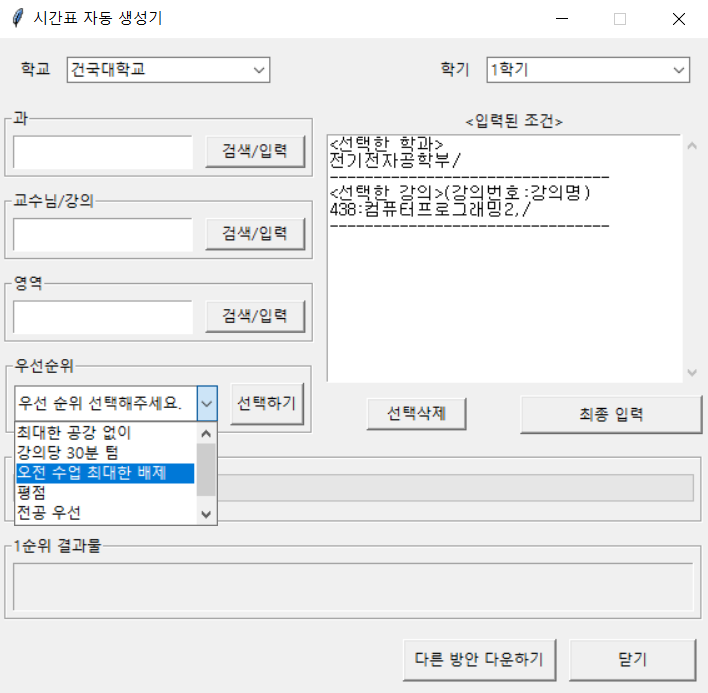 시간표 자동 생성기
학교
건국대학교
학기
1학기
과
검색/입력
교수님/강의
검색/입력
영역
검색/입력
우선순위
우선 순위 선택해주세요.
선택하기
최대한 공강 없이
강의당 30분 텀
오전 수업 최대한 배제
평점
전공 우선
<입력된 조건>
<선택한 학과>
전기전자공학부/
--------------------------------
<선택한 강의>(강의번호:강의명)
438:컴퓨터프로그래밍2,/
--------------------------------
선택삭제
최종 입력
1순위 결과물
다른 방안 다운하기
닫기